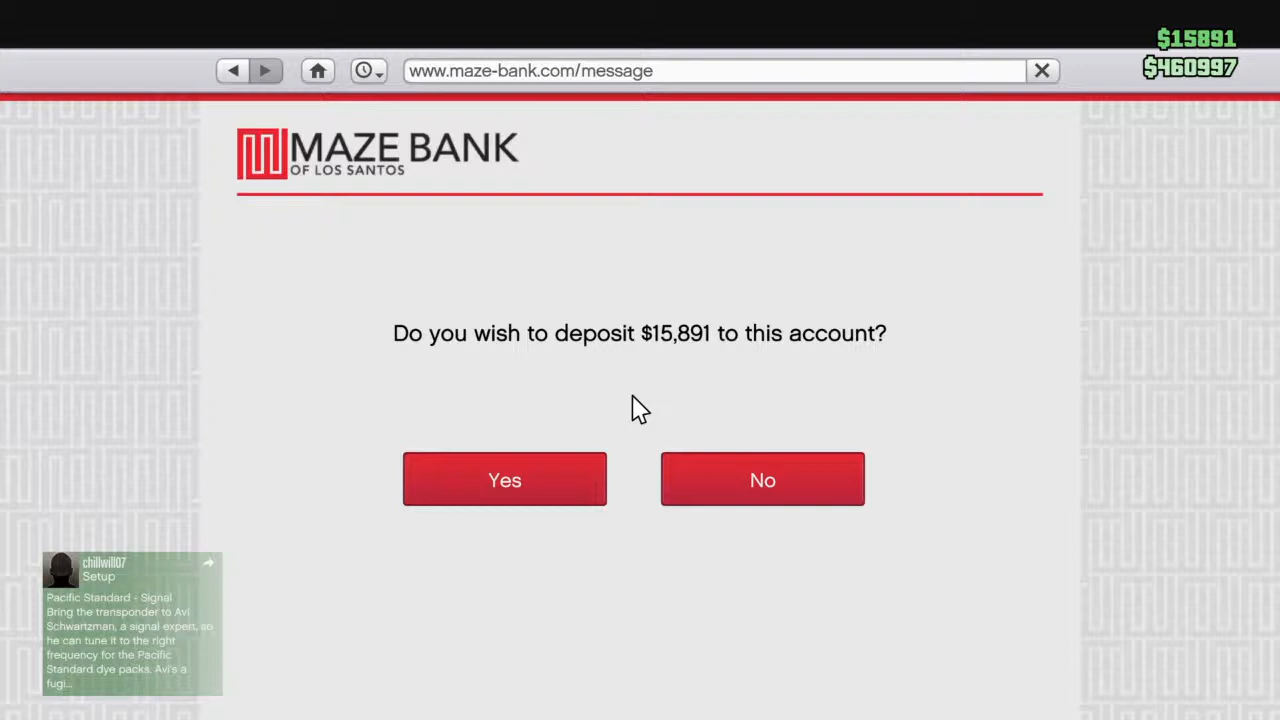 $15891
$460997
www.maze-bank.com/message
MAZE BANK
OF LOS SANTOS
Do you wish to deposit $15,891 to this account?
Yes
No
chillwill07
Setup
Pacific Standard - Signal
Bring the transponder to Avi
Schwartzman, a signal expert, so
he can tune it to the right
frequency for the Pacific
Standard dye packs. Avi's a
fugi...